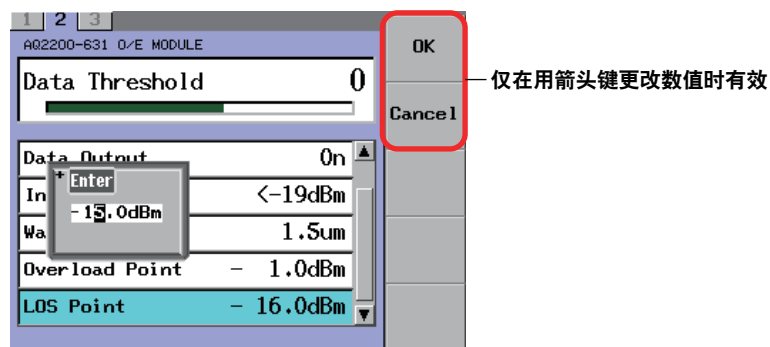 1 2 3
AQ2200-631 O/E MODULE
Data Threshold 0
Data Output On
In <-19dBm
Wa 1.5um
Overload Point - 1.0dBm
LOS Point - 16.0dBm
+ Enter
-15.0dBm
OK
Cancel
仅在用箭头键更改数值时有效